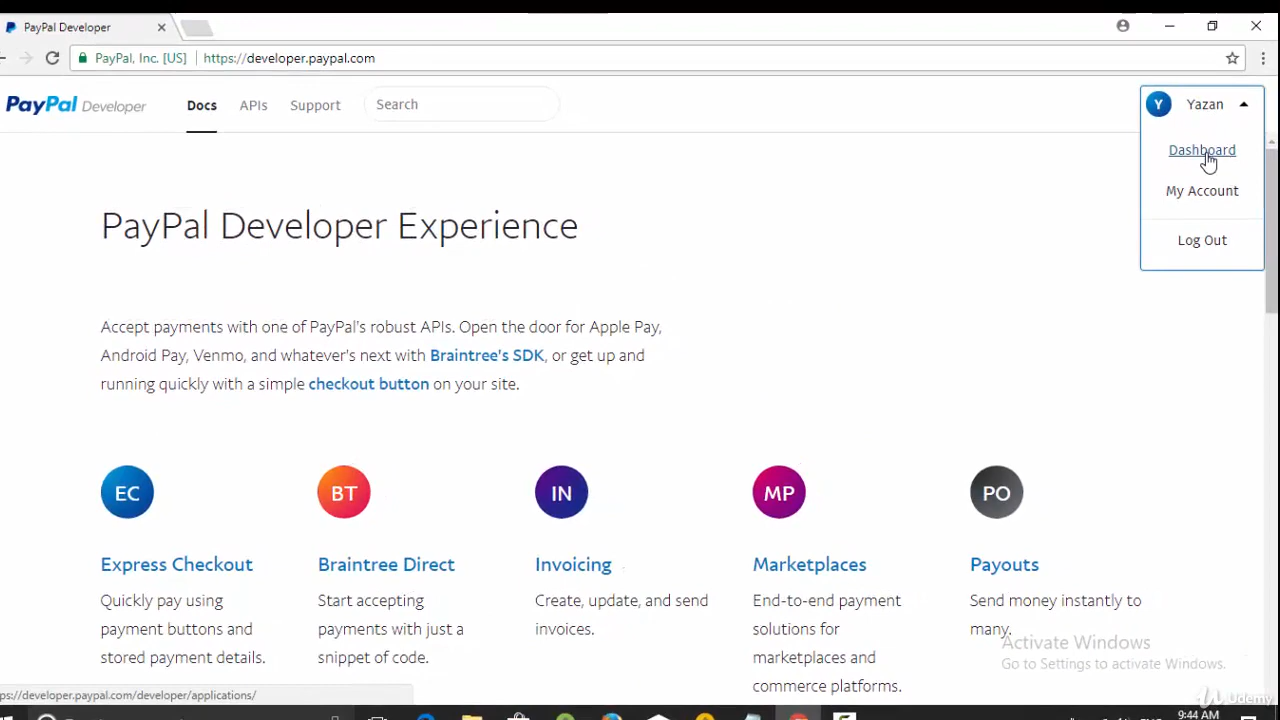 PayPal Developer
PayPal, Inc. [US]
https://developer.paypal.com
PayPal Developer
Docs
APIs
Support
Search
Y
Yazan
Dashboard
My Account
Log Out
PayPal Developer Experience
Accept payments with one of PayPal's robust APIs. Open the door for Apple Pay,
Android Pay, Venmo, and whatever's next with Braintree's SDK, or get up and
running quickly with a simple checkout button on your site.
EC
Express Checkout
Quickly pay using
payment buttons and
stored payment details.
BT
Braintree Direct
Start accepting
payments with just a
snippet of code.
IN
Invoicing
Create, update, and send
invoices.
MP
Marketplaces
End-to-end payment
solutions for
marketplaces and
commerce platforms.
PO
Payouts
Send money instantly to
many.
Activate Windows
Go to Settings to activate Windows.
ps://developer.paypal.com/developer/applications/
Udemy
9:44 AM